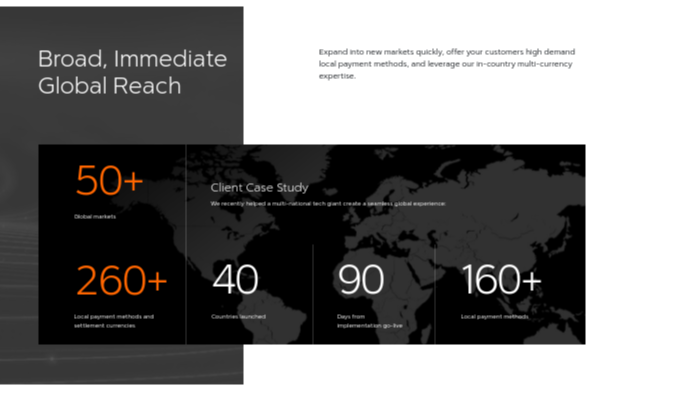 Broad, Immediate
Global Reach
Expand into new markets quickly, offer your customers high demand
local payment methods, and leverage our in-country multi-currency
expertise.
50+
Global markets
260+
Local payment methods and
settlement currencies
Client Case Study
We recently helped a multi-national tech giant create a seamless global experience:
40
Countries launched
90
Days from
implementation go-live
160+
Local payment methods